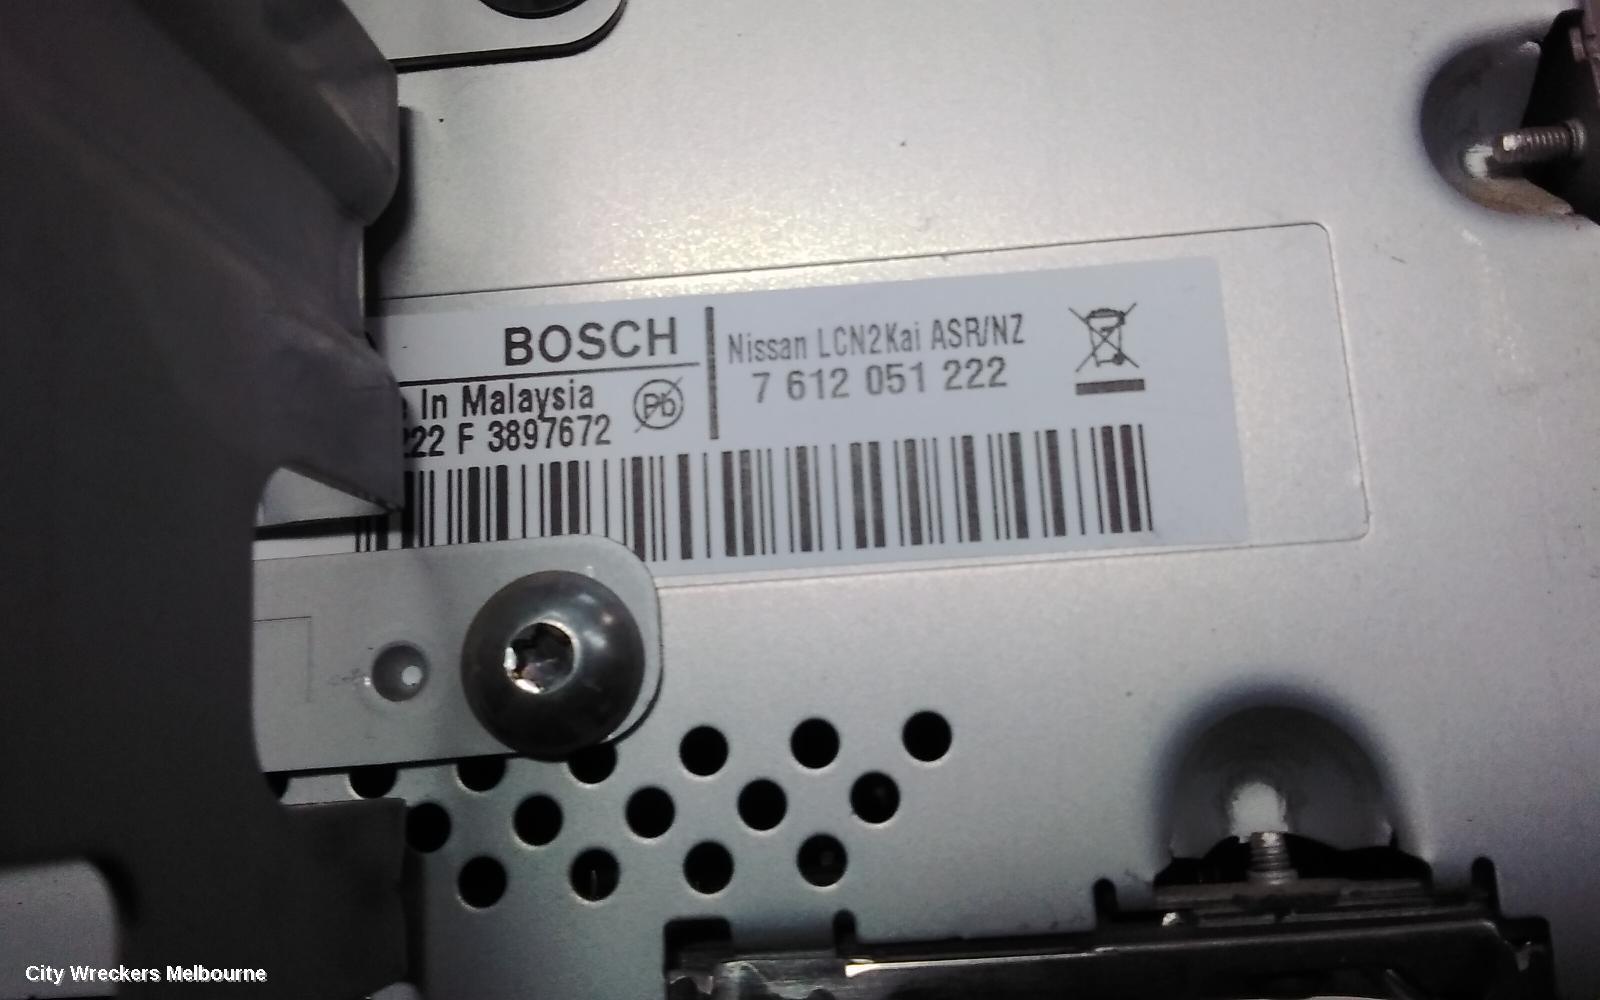 BOSCH
In Malaysia
222 F 3897672
Pb
Nissan LCN2Kai ASR/NZ
7 612 051 222
City Wreckers Melbourne